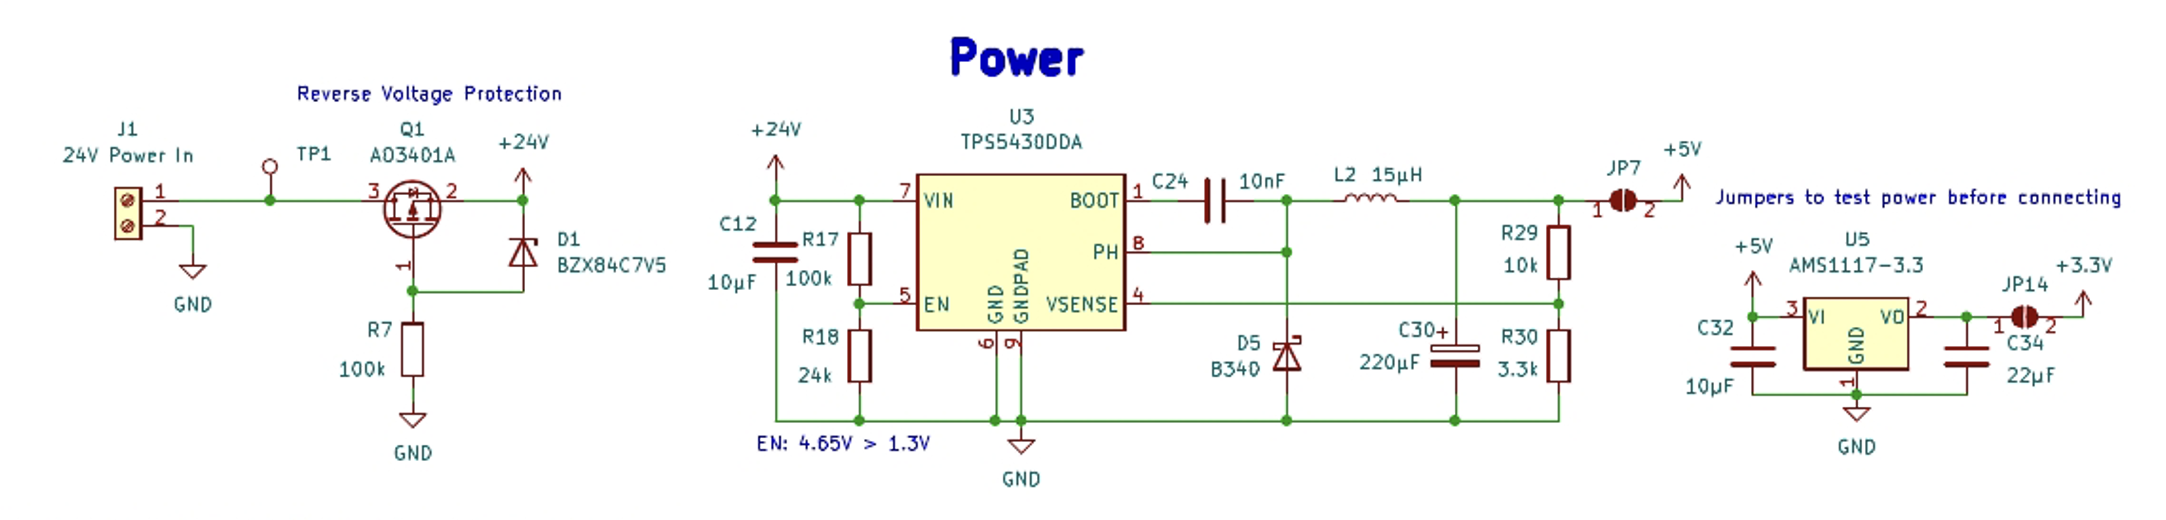 Power
Reverse Voltage Protection
J1
24V Power In
1
2
GND
TP1
Q1
AO3401A
3
2
1
+24V
D1
BZX84C7V5
R7
100k
GND
+24V
C12
10µF
R17
100k
R18
24k
EN: 4.65V > 1.3V
U3
TPS5430DDA
7
VIN
BOOT
1
PH
8
5
EN
GND
GNDPAD
VSENSE
4
6
9
GND
C24
10nF
L2 15µH
D5
B340
C30
+
220µF
R29
10k
R30
3.3k
JP7
1
2
+5V
Jumpers to test power before connecting
+5V
U5
AMS1117-3.3
3
VI
VO
2
GND
1
C32
10µF
GND
JP14
1
2
+3.3V
C34
22µF